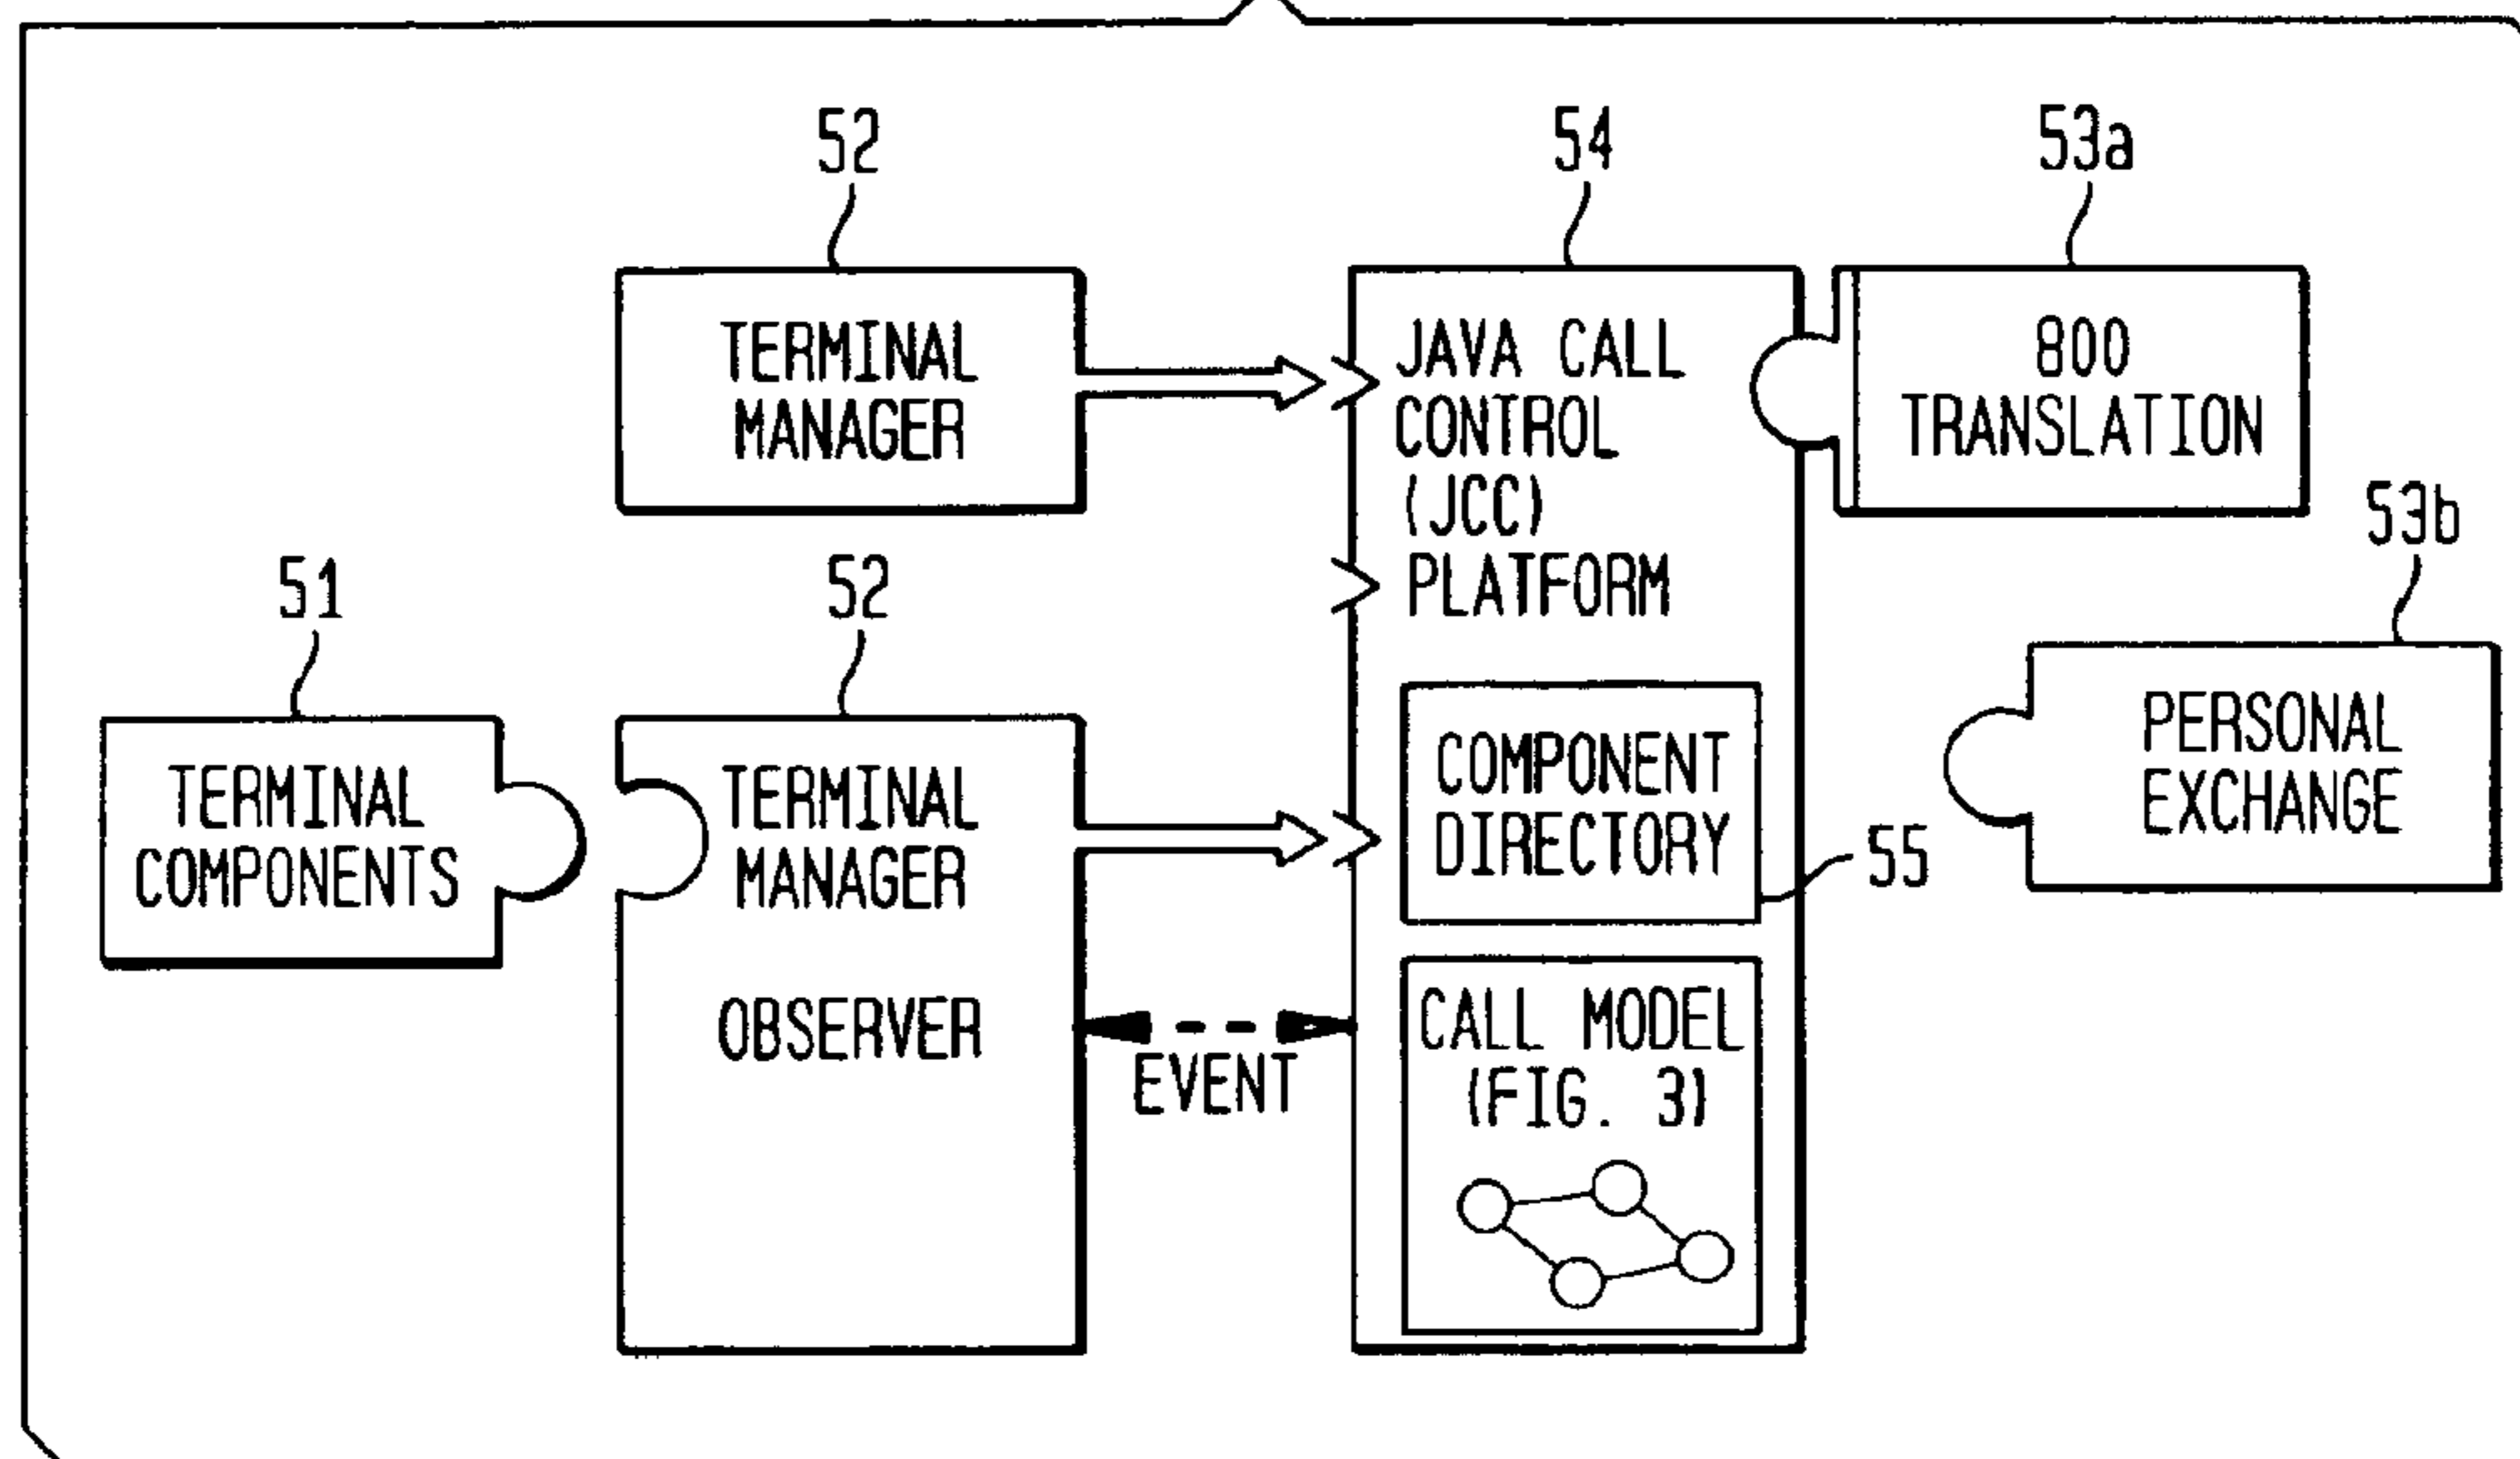 52
54
53a
TERMINAL
MANAGER
JAVA CALL
CONTROL
(JCC)
PLATFORM
800
TRANSLATION
53b
51
52
TERMINAL
COMPONENTS
TERMINAL
MANAGER
OBSERVER
EVENT
COMPONENT
DIRECTORY
55
PERSONAL
EXCHANGE
CALL MODEL
(FIG. 3)